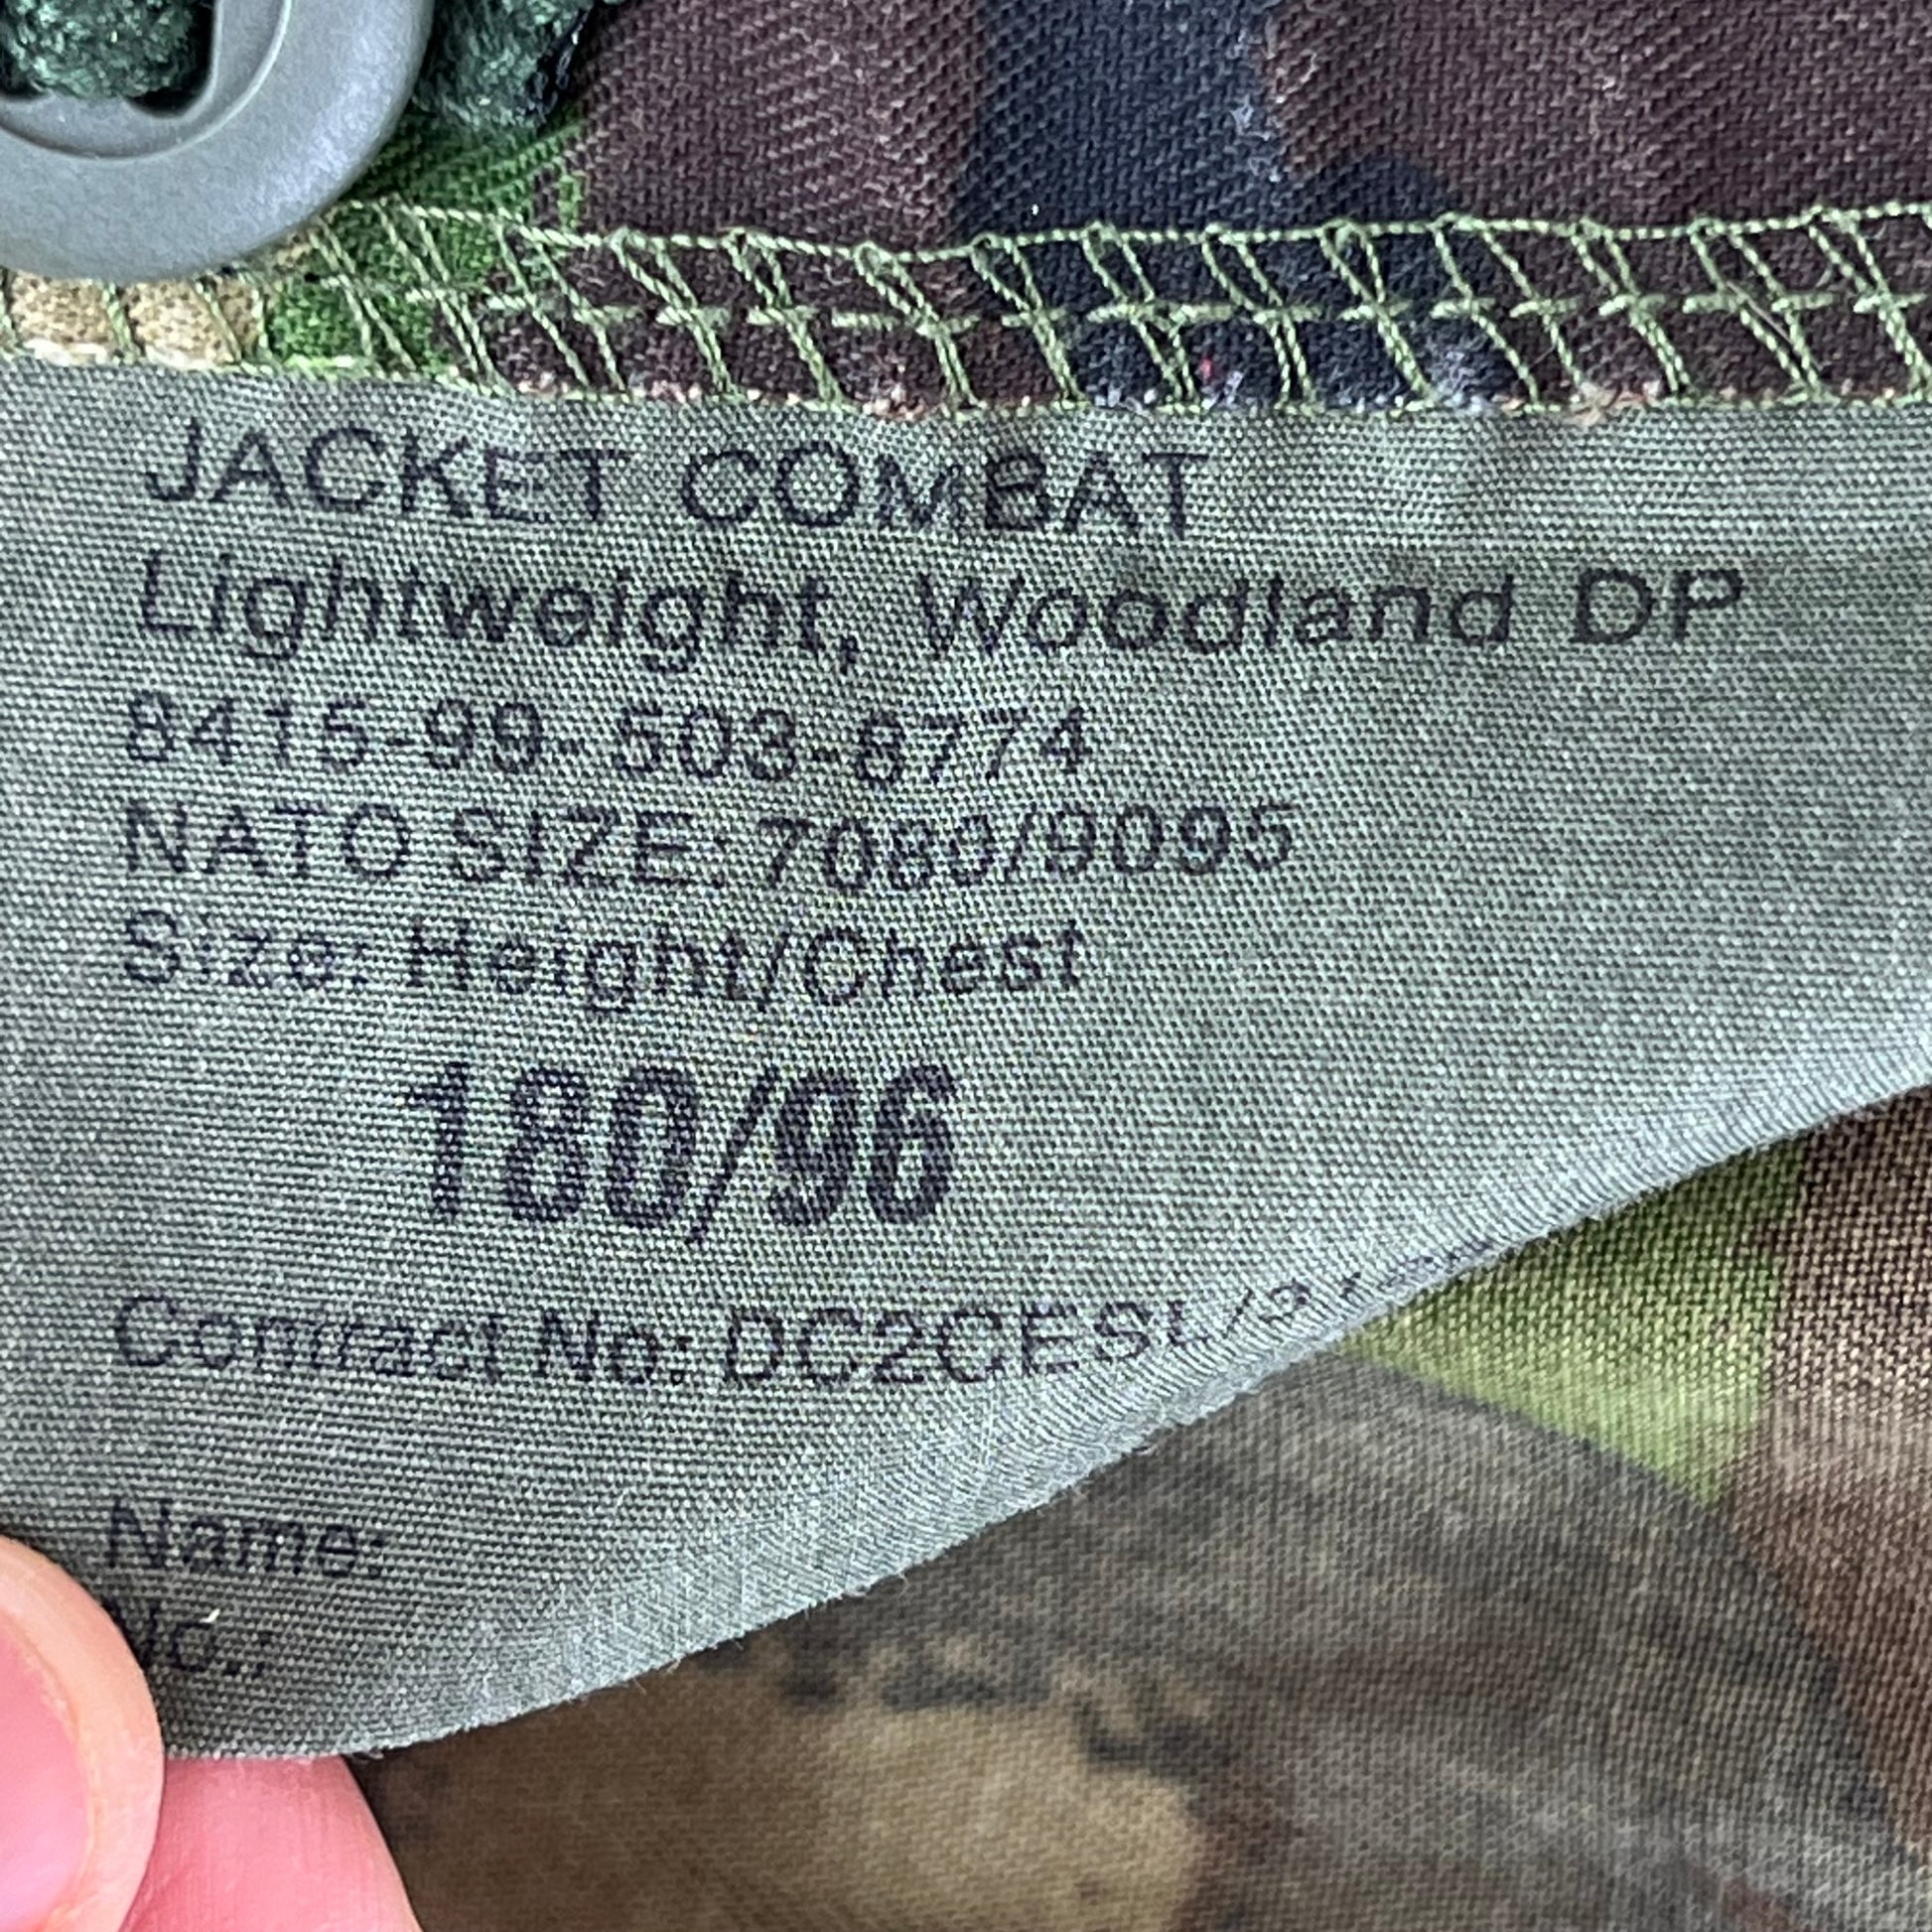 JACKET COMBAT
Lightweight, Woodland DP
8415-99-503-8774
NATO SIZE: 7080/9095
Size: Height/Chest
180/96
Contract No: DC2CESL/
Name:
No.: